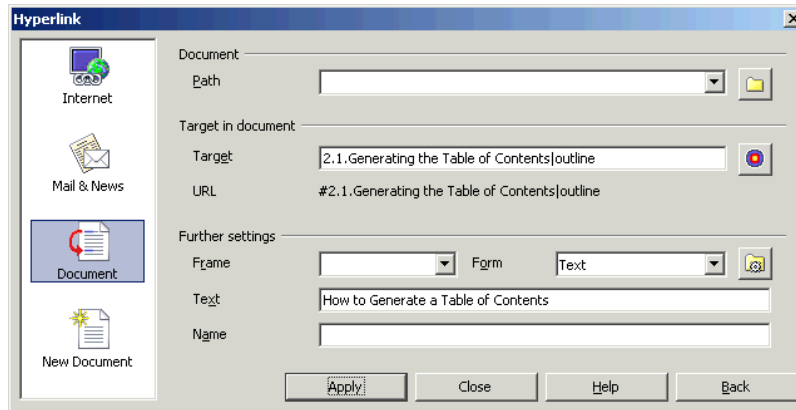 Hyperlink
Internet
Mail & News
Document
New Document
Document
Path
Target in document
Target 2.1.Generating the Table of Contents|outline
URL #2.1.Generating the Table of Contents|outline
Further settings
Frame Form Text
Text How to Generate a Table of Contents
Name
Apply Close Help Back